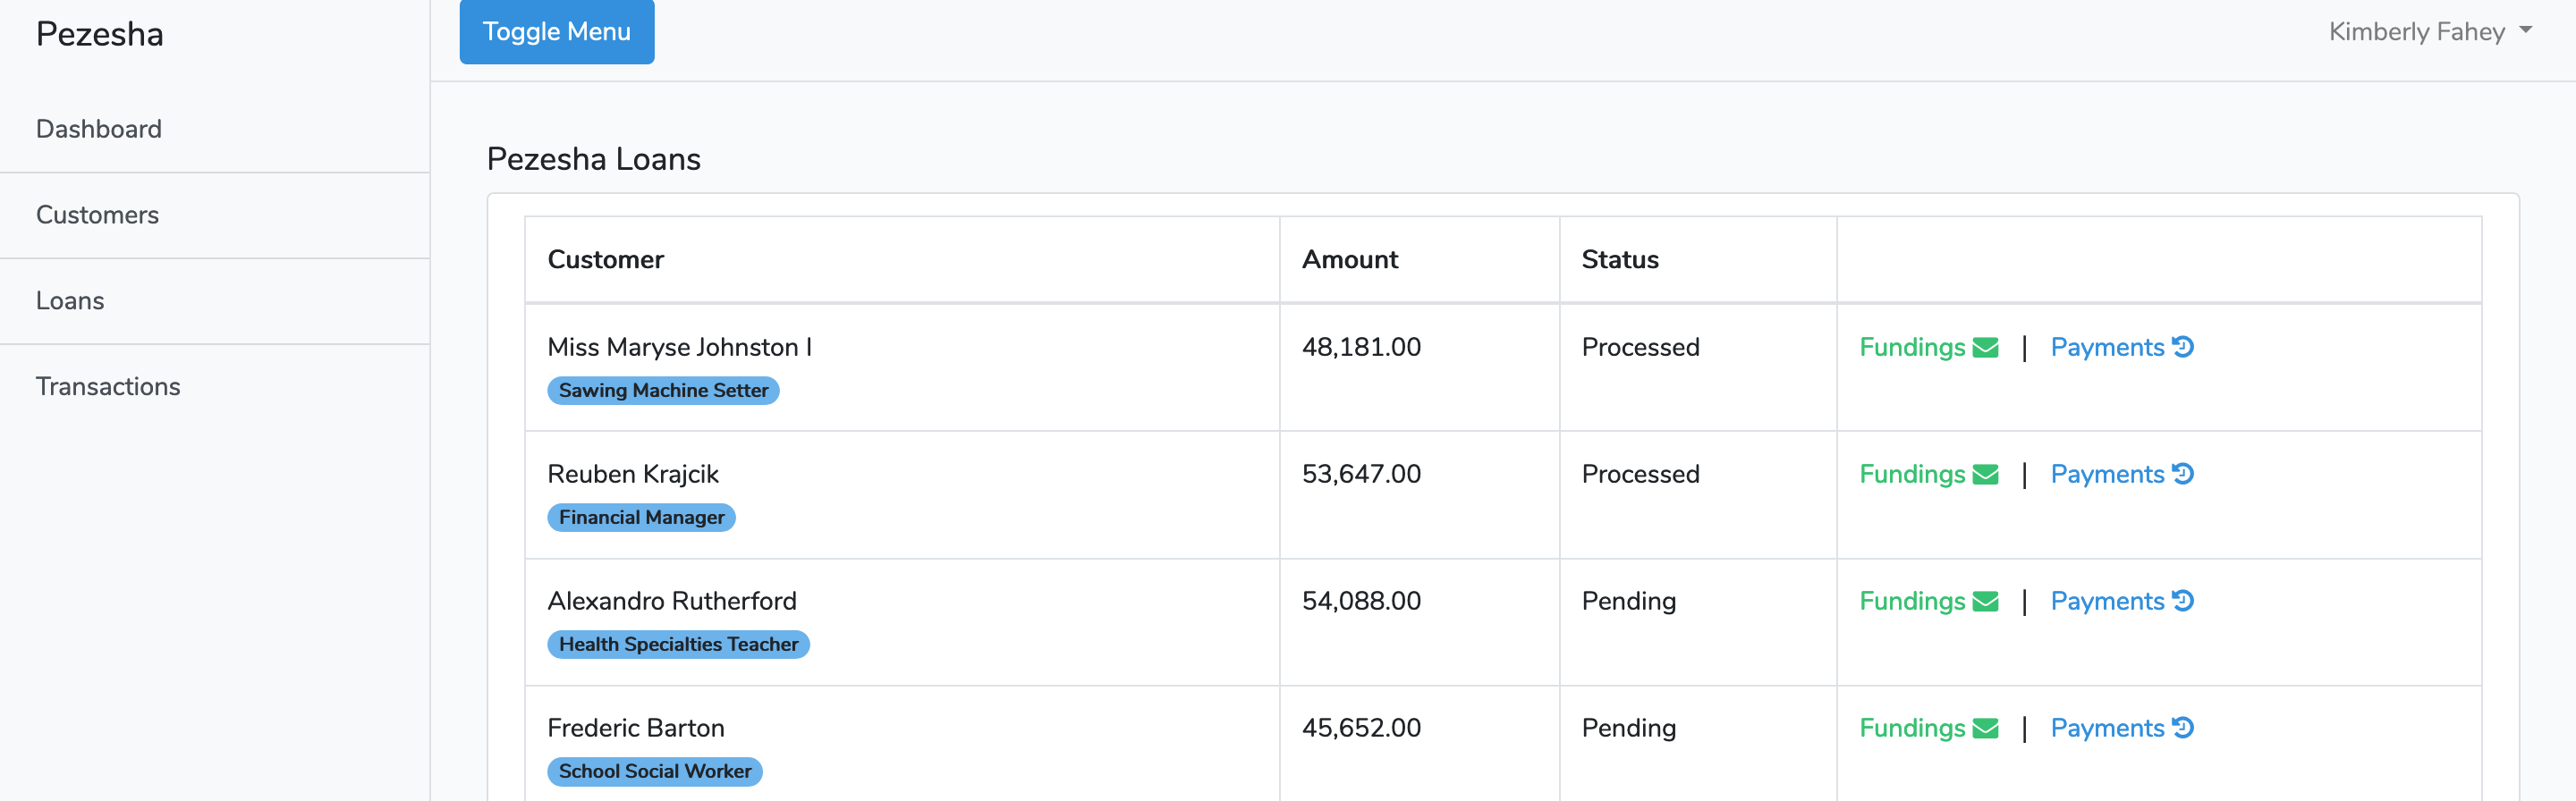 Pezesha
Toggle Menu
Kimberly Fahey
Dashboard
Customers
Loans
Transactions
Pezesha Loans
Customer Amount Status
Miss Maryse Johnston I 48,181.00 Processed Fundings | Payments
Sawing Machine Setter
Reuben Krajcik 53,647.00 Processed Fundings | Payments
Financial Manager
Alexandro Rutherford 54,088.00 Pending Fundings | Payments
Health Specialties Teacher
Frederic Barton 45,652.00 Pending Fundings | Payments
School Social Worker